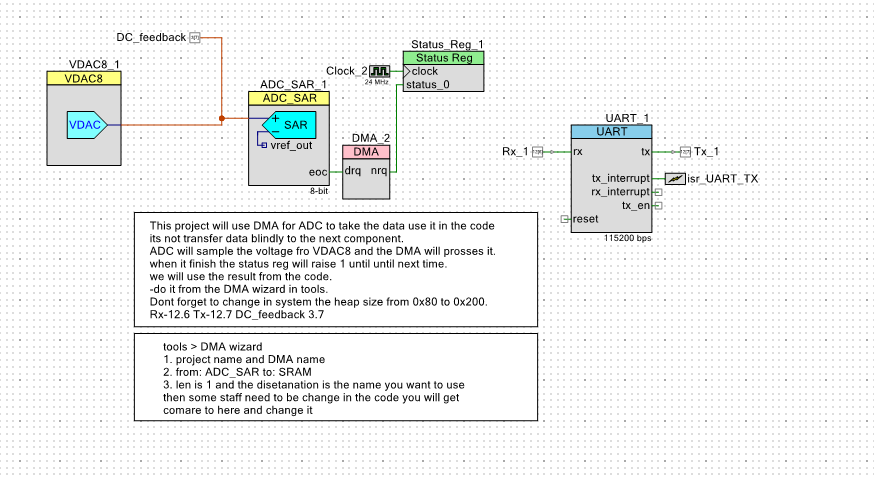 DC_feedback
VDAC8_1
VDAC8
VDAC
ADC_SAR_1
ADC_SAR
SAR
vref_out
eoc
8-bit
DMA_2
DMA
drq nrq
Clock_2
24 MHz
Status_Reg_1
Status Reg
clock
status_0
UART_1
UART
Rx_1
rx tx
Tx_1
tx_interrupt
isr_UART_TX
rx_interrupt
tx_en
reset
115200 bps
This project will use DMA for ADC to take the data use it in the code
its not transfer data blindly to the next component.
ADC will sample the voltage fro VDAC8 and the DMA will prosses it.
when it finish the status reg will raise 1 until until next time.
we will use the result from the code.
-do it from the DMA wizard in tools.
Dont forget to change in system the heap size from 0x80 to 0x200.
Rx-12.6 Tx-12.7 DC_feedback 3.7
tools > DMA wizard
1. project name and DMA name
2. from: ADC_SAR to: SRAM
3. len is 1 and the disetanation is the name you want to use
then some staff need to be change in the code you will get
comare to here and change it